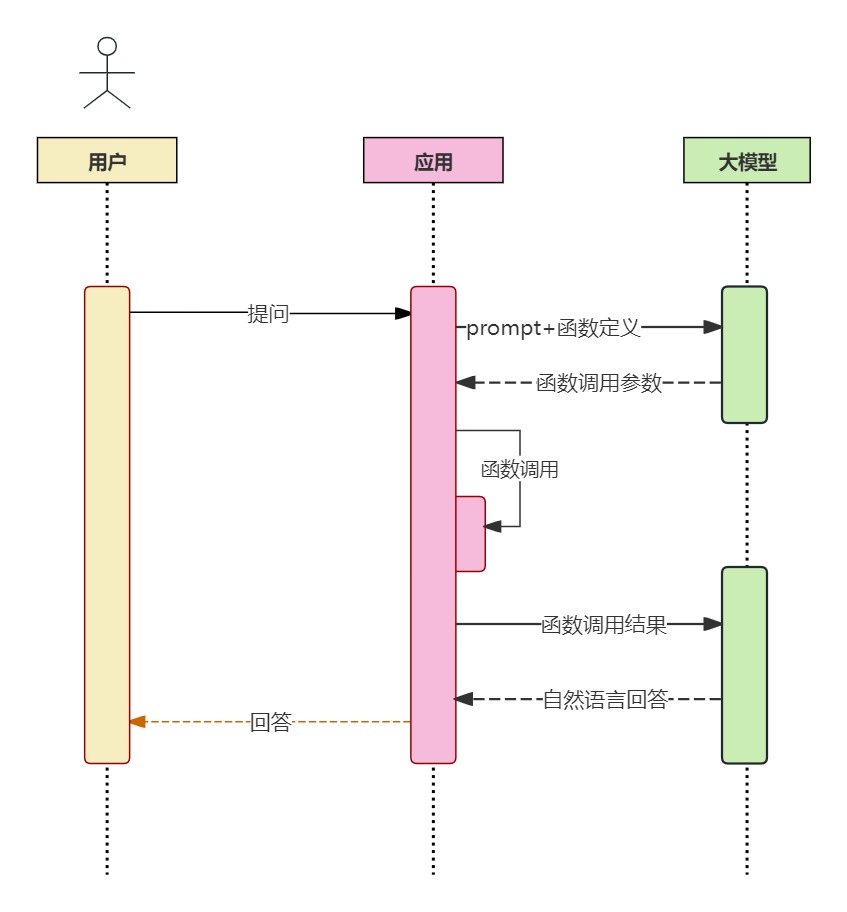 用户
应用
大模型
提问
prompt+函数定义
函数调用参数
函数调用
函数调用结果
自然语言回答
回答